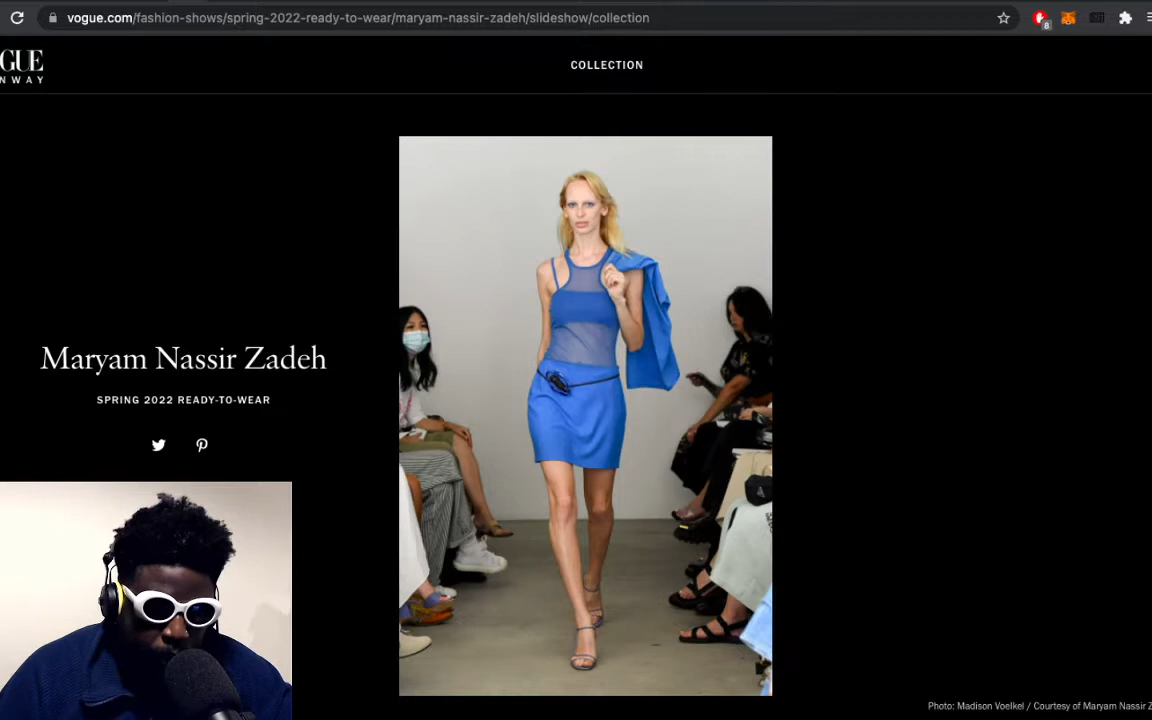 vogue.com/fashion-shows/spring-2022-ready-to-wear/maryam-nassir-zadeh/slideshow/collection
8
GUE
NWAY
COLLECTION
Maryam Nassir Zadeh
SPRING 2022 READY-TO-WEAR
Photo: Madison Voelkel / Courtesy of Maryam Nassir Z